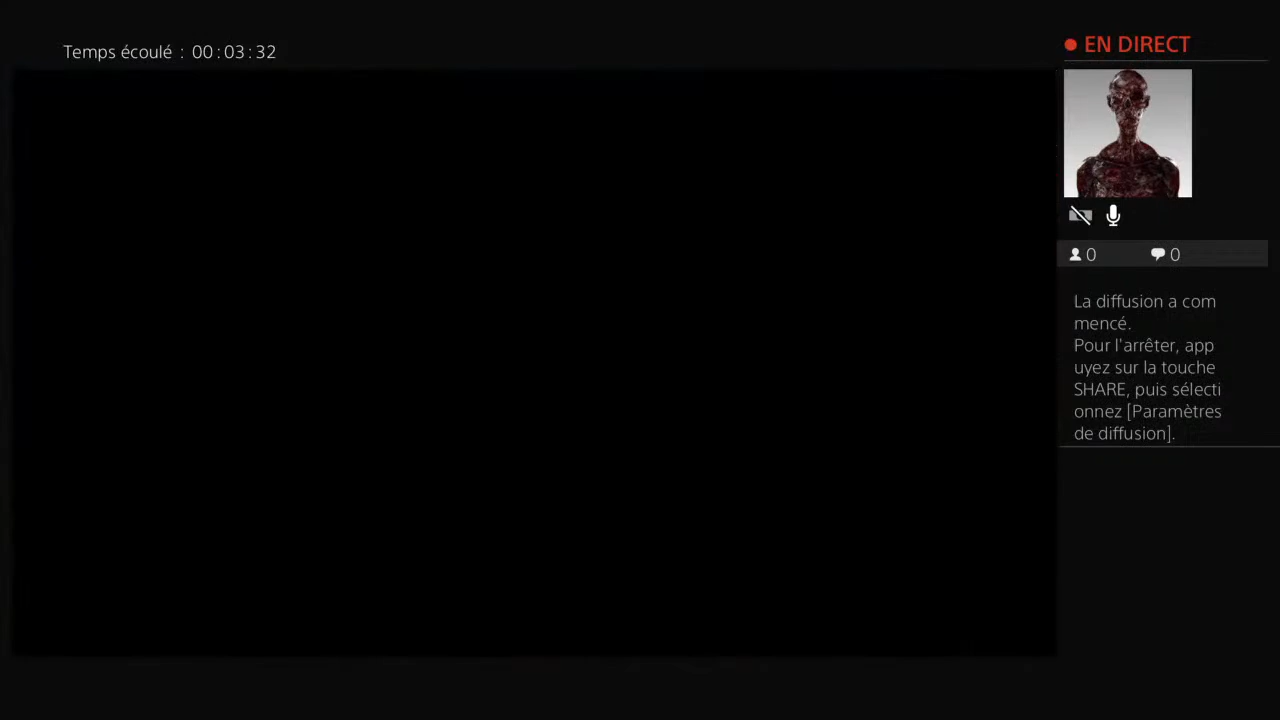 Temps écoulé : 00:03:32
EN DIRECT
0 0
La diffusion a com
mencé.
Pour l'arrêter, app
uyez sur la touche
SHARE, puis sélecti
onnez [Paramètres
de diffusion].